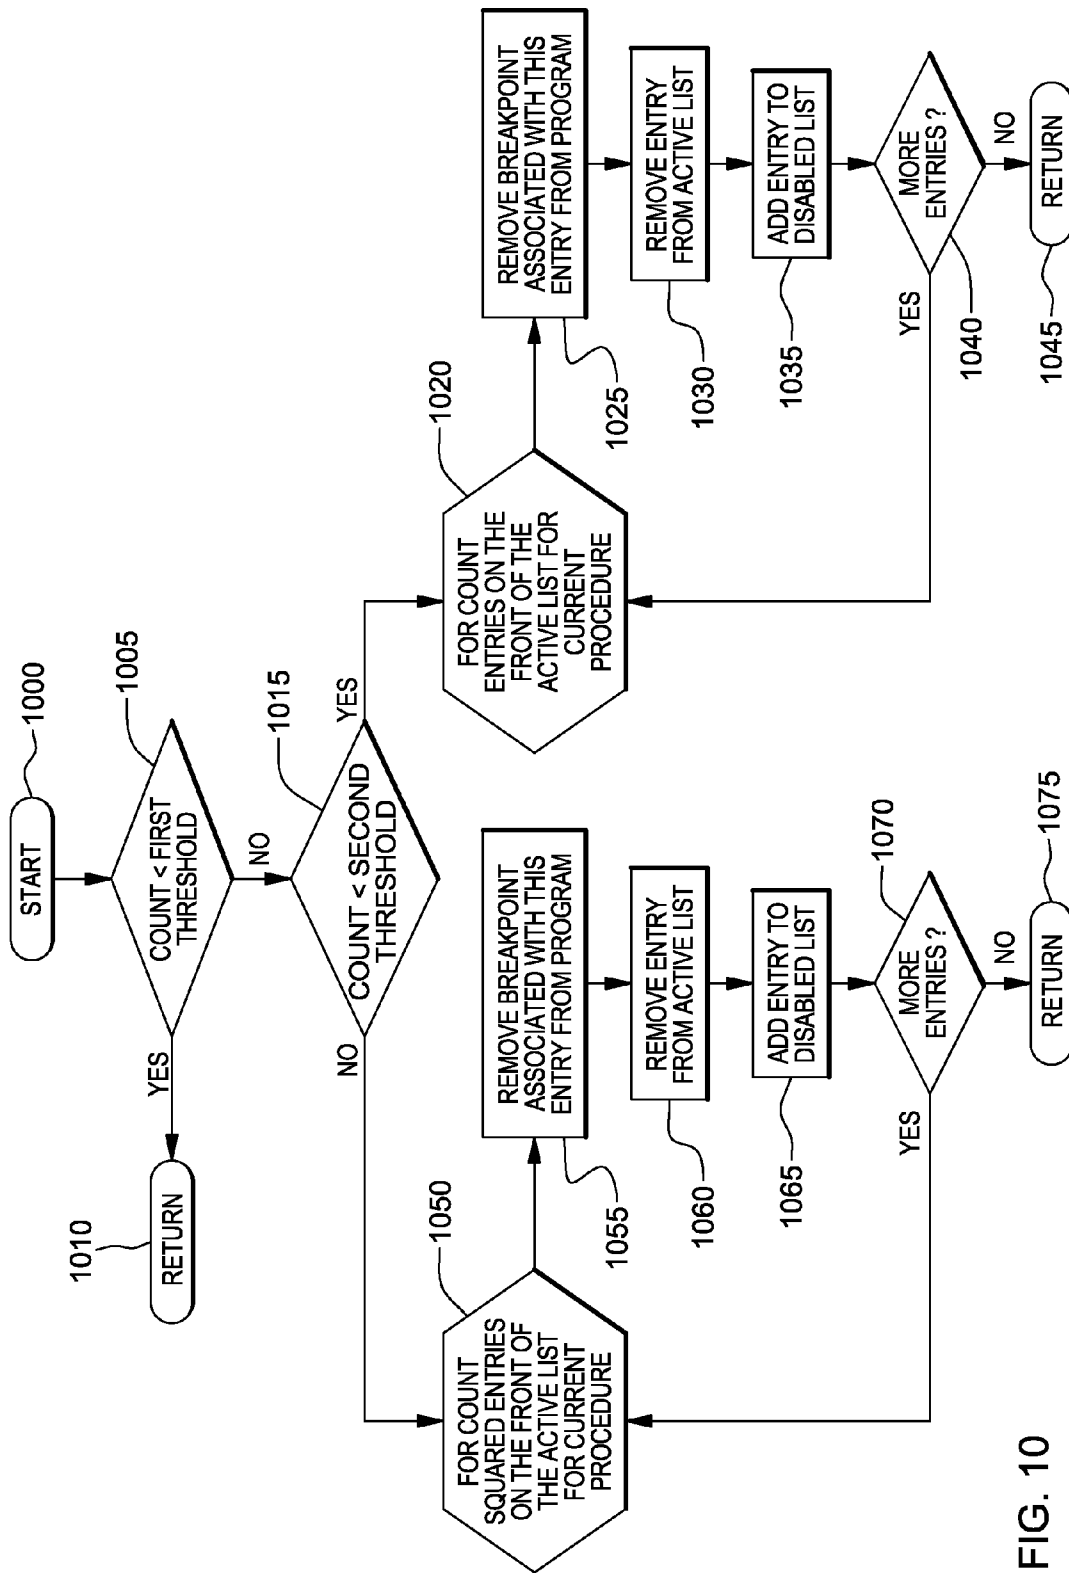 START
1000
COUNT < FIRST
THRESHOLD
1005
YES
RETURN
1010
NO
COUNT < SECOND
THRESHOLD
1015
YES
FOR COUNT
ENTRIES ON THE
FRONT OF THE
ACTIVE LIST FOR
CURRENT
PROCEDURE
1020
REMOVE BREAKPOINT
ASSOCIATED WITH THIS
ENTRY FROM PROGRAM
1025
REMOVE ENTRY
FROM ACTIVE LIST
1030
ADD ENTRY TO
DISABLED LIST
1035
MORE
ENTRIES ?
1040
YES
NO
RETURN
1045
NO
FOR COUNT
SQUARED ENTRIES
ON THE FRONT OF
THE ACTIVE LIST
FOR CURRENT
PROCEDURE
1050
REMOVE BREAKPOINT
ASSOCIATED WITH THIS
ENTRY FROM PROGRAM
1055
REMOVE ENTRY
FROM ACTIVE LIST
1060
ADD ENTRY TO
DISABLED LIST
1065
MORE
ENTRIES ?
1070
YES
NO
RETURN
1075
FIG. 10